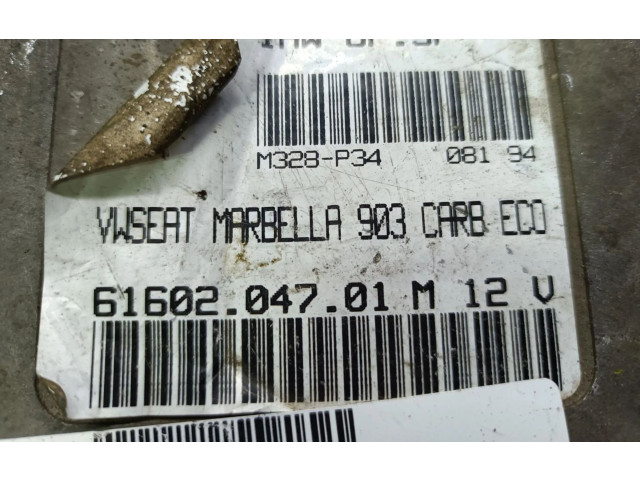 M328-P34 081 94
VWSEAT MARBELLA 903 CARB ECO
61602.047.01 M 12 V